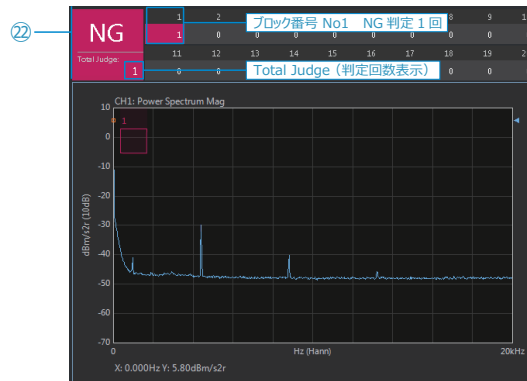 ㉒
NG
1 2 8 9 1
ブロック番号 No1 NG 判定 1 回
1 0 0 0
Total Judge:
11 12 13 14 15 16 17 18 19 2
1 0 0 0 0
Total Judge（判定回数表示）
CH1: Power Spectrum Mag
10
1
0
-10
-20
-30
-40
-50
-60
-70
dBm/s2r (10dB)
0 Hz (Hann) 20kHz
X: 0.000Hz Y: 5.80dBm/s2r